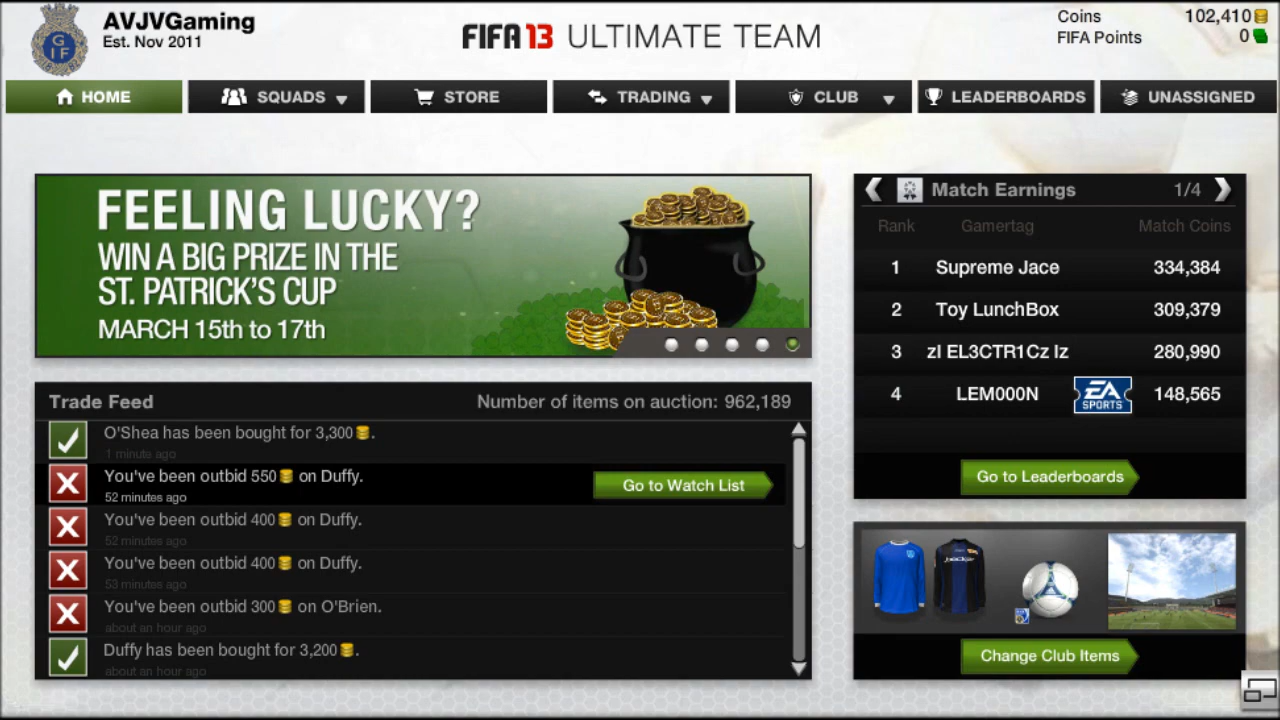 AVJVGaming
Est. Nov 2011
GIF
FIFA 13 ULTIMATE TEAM
Coins 102,410
FIFA Points 0
HOME
SQUADS
STORE
TRADING
CLUB
LEADERBOARDS
UNASSIGNED
FEELING LUCKY?
WIN A BIG PRIZE IN THE
ST. PATRICK'S CUP
MARCH 15th to 17th
Match Earnings 1/4
Rank Gamertag Match Coins
1 Supreme Jace 334,384
2 Toy LunchBox 309,379
3 zI EL3CTR1Cz Iz 280,990
4 LEM000N EA SPORTS 148,565
Go to Leaderboards
Trade Feed Number of items on auction: 962,189
O'Shea has been bought for 3,300.
1 minute ago
You've been outbid 550 on Duffy.
52 minutes ago
Go to Watch List
You've been outbid 400 on Duffy.
52 minutes ago
You've been outbid 400 on Duffy.
53 minutes ago
You've been outbid 300 on O'Brien.
about an hour ago
Duffy has been bought for 3,200.
about an hour ago
Change Club Items